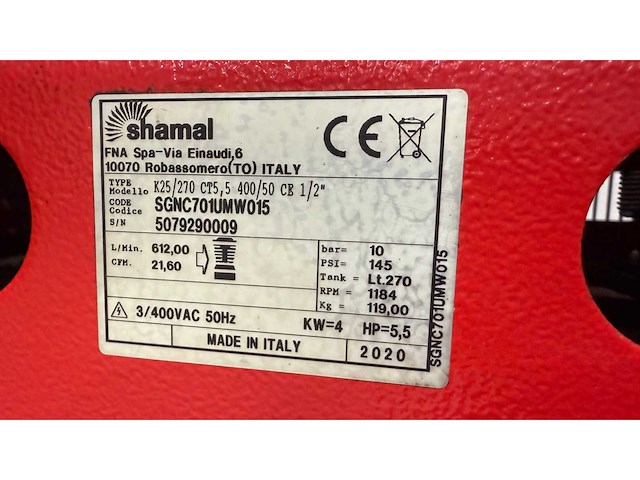 shamal
CE
FNA Spa-Via Einaudi,6
10070 Robassomero(TO) ITALY
TYPE
Modello K25/270 CT5,5 400/50 CE 1/2"
CODE
Codice SGNC701UMW015
S/N 5079290009
L/Min. 612,00
CFM. 21,60
bar= 10
PSI= 145
Tank = Lt.270
RPM = 1184
Kg = 119,00
3/400VAC 50Hz KW=4 HP=5,5
MADE IN ITALY 2020
SGNC701UMW015